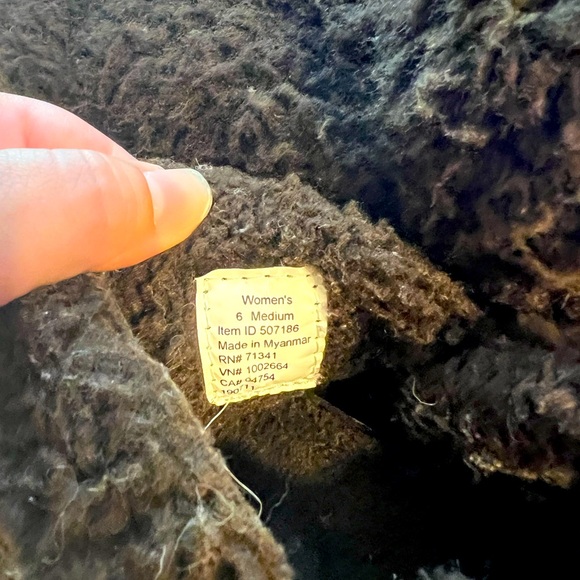 Women's
6 Medium
Item ID 507186
Made in Myanmar
RN# 71341
VN# 1002664
CA# 94754